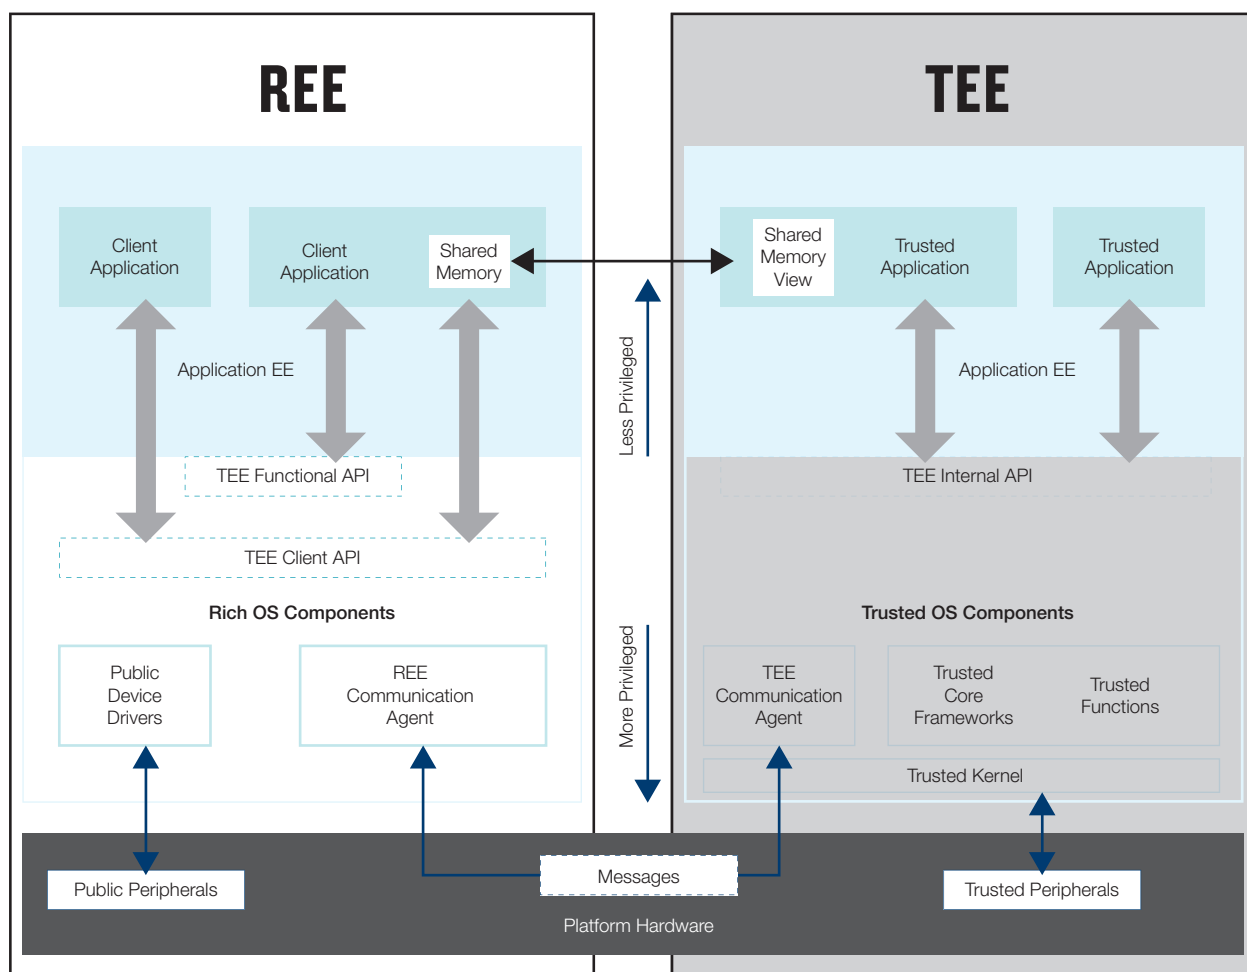 REE
TEE
Client
Application
Client
Application
Shared
Memory
Shared
Memory
View
Trusted
Application
Trusted
Application
Application EE
Less Privileged
Application EE
TEE Functional API
TEE Internal API
TEE Client API
Rich OS Components
More Privileged
Trusted OS Components
Public
Device
Drivers
REE
Communication
Agent
TEE
Communication
Agent
Trusted
Core
Frameworks
Trusted
Functions
Trusted Kernel
Public Peripherals
Messages
Trusted Peripherals
Platform Hardware